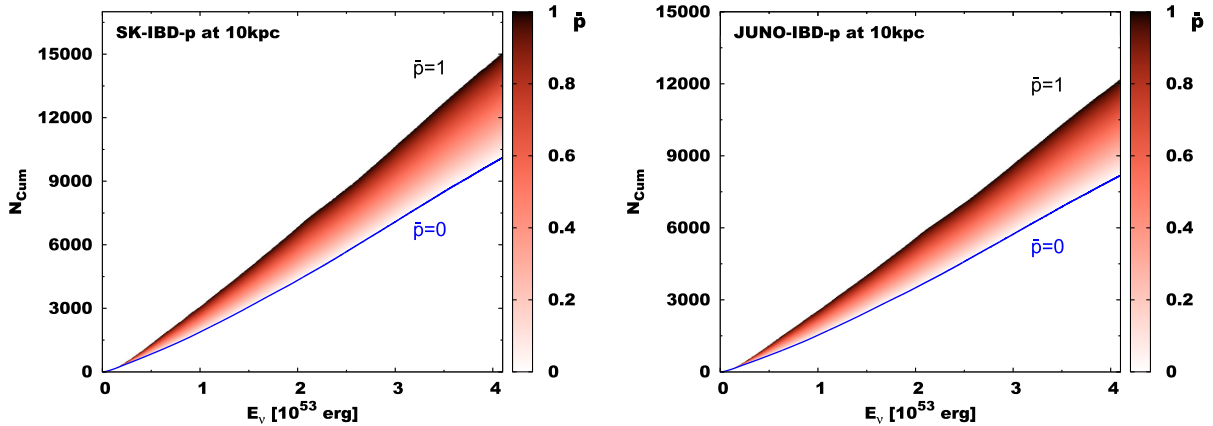 SK-IBD-p at 10kpc
p̄=1
p̄=0
15000
12000
9000
6000
3000
0
N_Cum
0 1 2 3 4
E_ν [10^53 erg]
p̄
1
0.8
0.6
0.4
0.2
0
JUNO-IBD-p at 10kpc
p̄=1
p̄=0
15000
12000
9000
6000
3000
0
N_Cum
0 1 2 3 4
E_ν [10^53 erg]
p̄
1
0.8
0.6
0.4
0.2
0